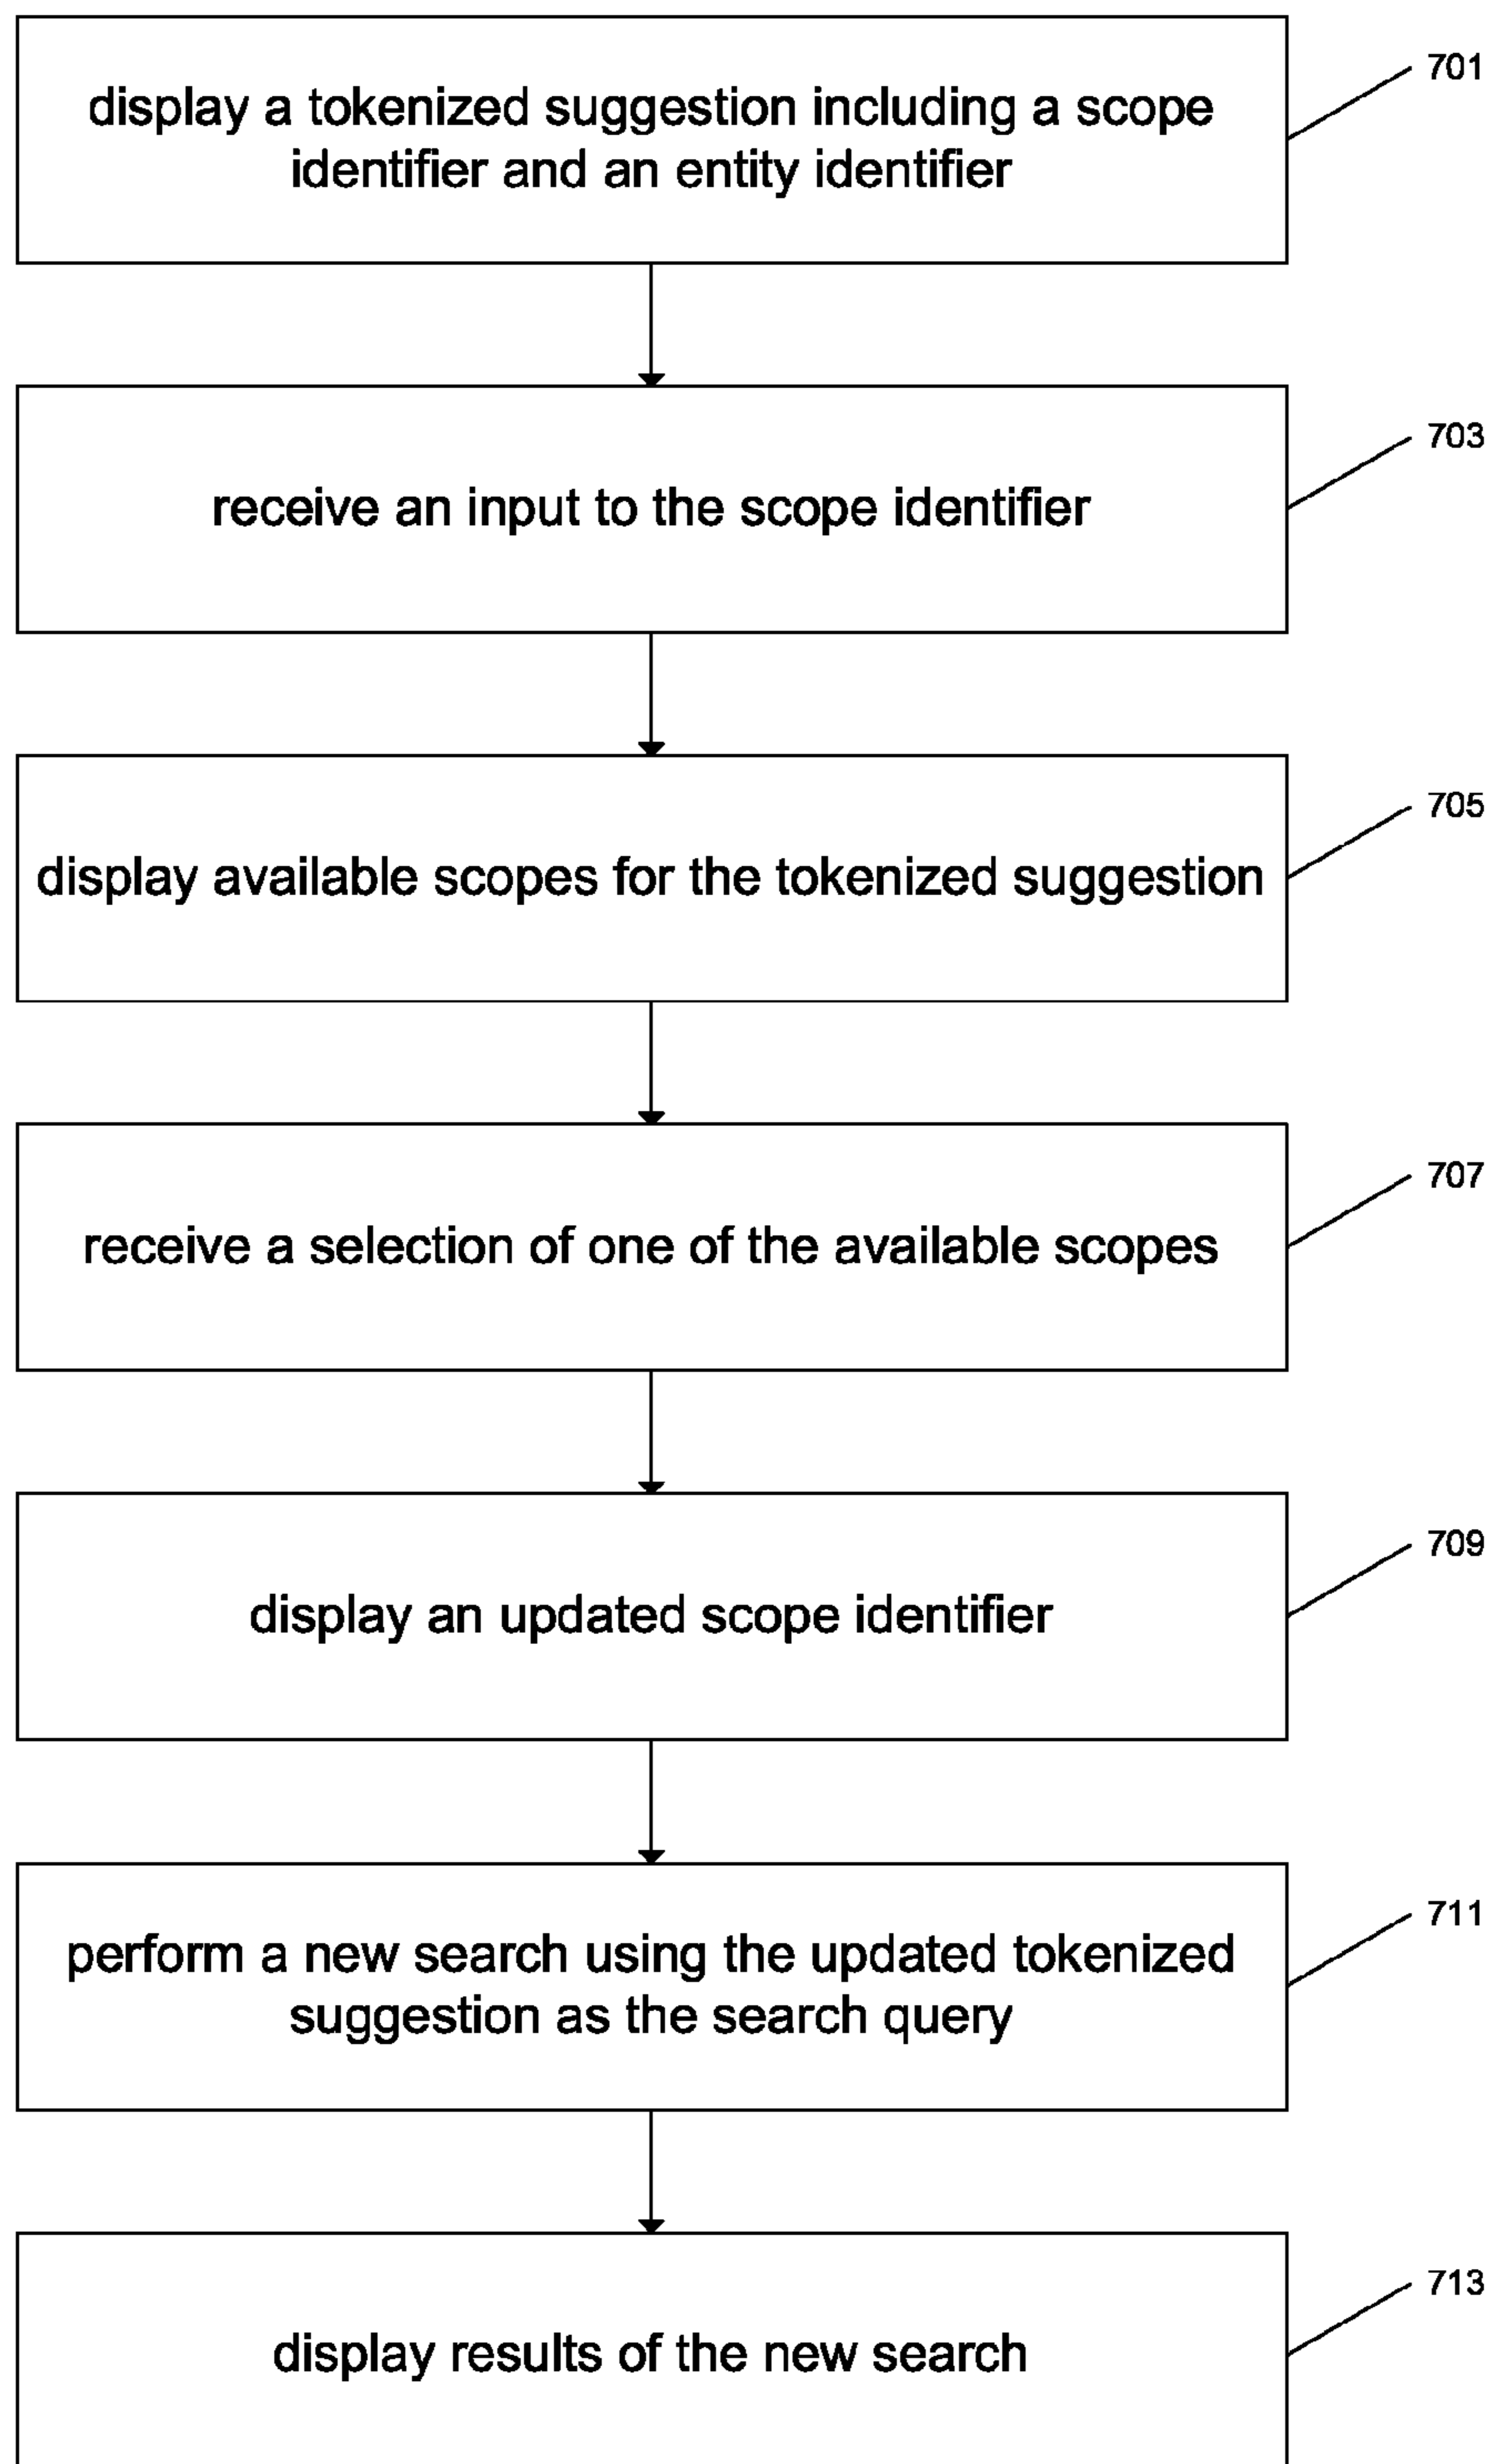 701
display a tokenized suggestion including a scope
identifier and an entity identifier
703
receive an input to the scope identifier
705
display available scopes for the tokenized suggestion
707
receive a selection of one of the available scopes
709
display an updated scope identifier
711
perform a new search using the updated tokenized
suggestion as the search query
713
display results of the new search